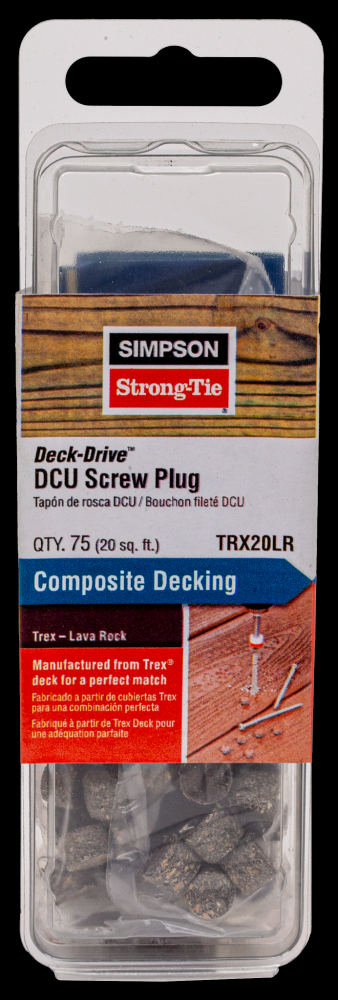 SIMPSON
Strong-Tie
®
Deck-Drive™
DCU Screw Plug
Tapón de rosca DCU / Bouchon fileté DCU
QTY. 75 (20 sq. ft.) TRX20LR
Composite Decking
Trex – Lava Rock
Manufactured from Trex®
deck for a perfect match
Fabricado a partir de cubiertas Trex
para una combinación perfecta
Fabriqué à partir de Trex Deck pour
une adéquation parfaite